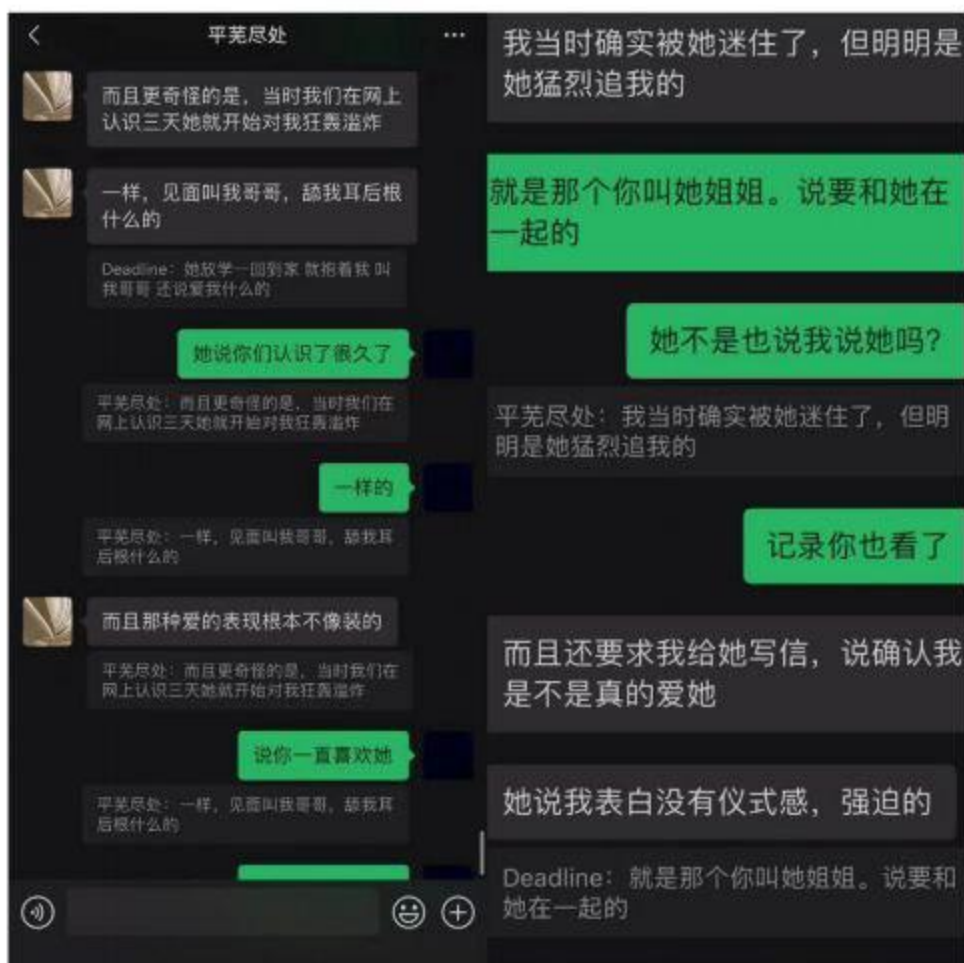 平芜尽处
而且更奇怪的是，当时我们在网上
认识三天她就开始对我狂轰滥炸
一样，见面叫我哥哥，舔我耳后根
什么的
Deadline：她放学一回到家 就抱着我 叫
我哥哥 还说爱我什么的
她说你们认识了很久了
平芜尽处：而且更奇怪的是，当时我们在
网上认识三天她就开始对我狂轰滥炸
一样的
平芜尽处：一样，见面叫我哥哥，舔我耳
后根什么的
而且那种爱的表现根本不像装的
平芜尽处：而且更奇怪的是，当时我们在
网上认识三天她就开始对我狂轰滥炸
说你一直喜欢她
平芜尽处：一样，见面叫我哥哥，舔我耳
后根什么的
我当时确实被她迷住了，但明明是
她猛烈追我的
就是那个你叫她姐姐。说要和她在
一起的
她不是也说我说她吗？
平芜尽处：我当时确实被她迷住了，但明
明是她猛烈追我的
记录你也看了
而且还要求我给她写信，说确认我
是不是真的爱她
她说我表白没有仪式感，强迫的
Deadline：就是那个你叫她姐姐。说要和
她在一起的